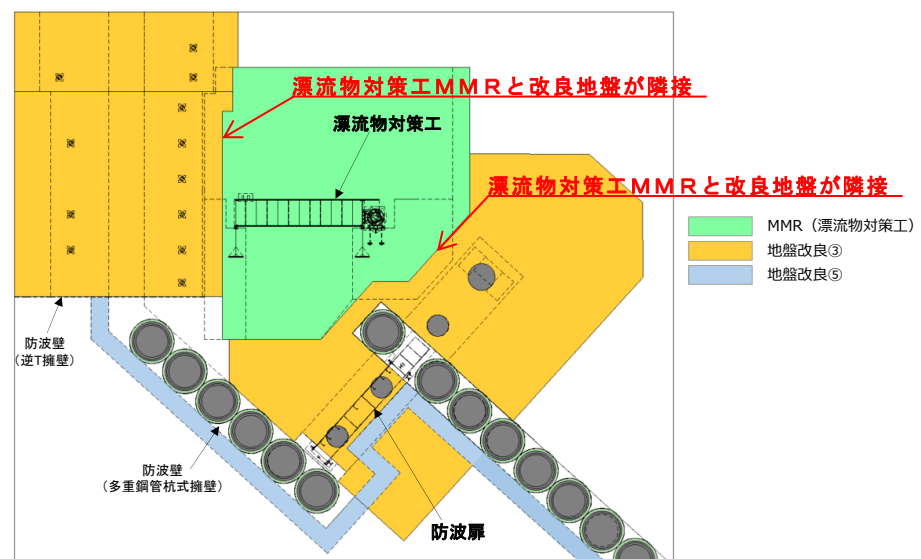 漂流物対策工MMRと改良地盤が隣接
漂流物対策工
漂流物対策工MMRと改良地盤が隣接
MMR（漂流物対策工）
地盤改良③
地盤改良⑤
防波壁
（逆T擁壁）
防波壁
（多重鋼管杭式擁壁）
防波扉